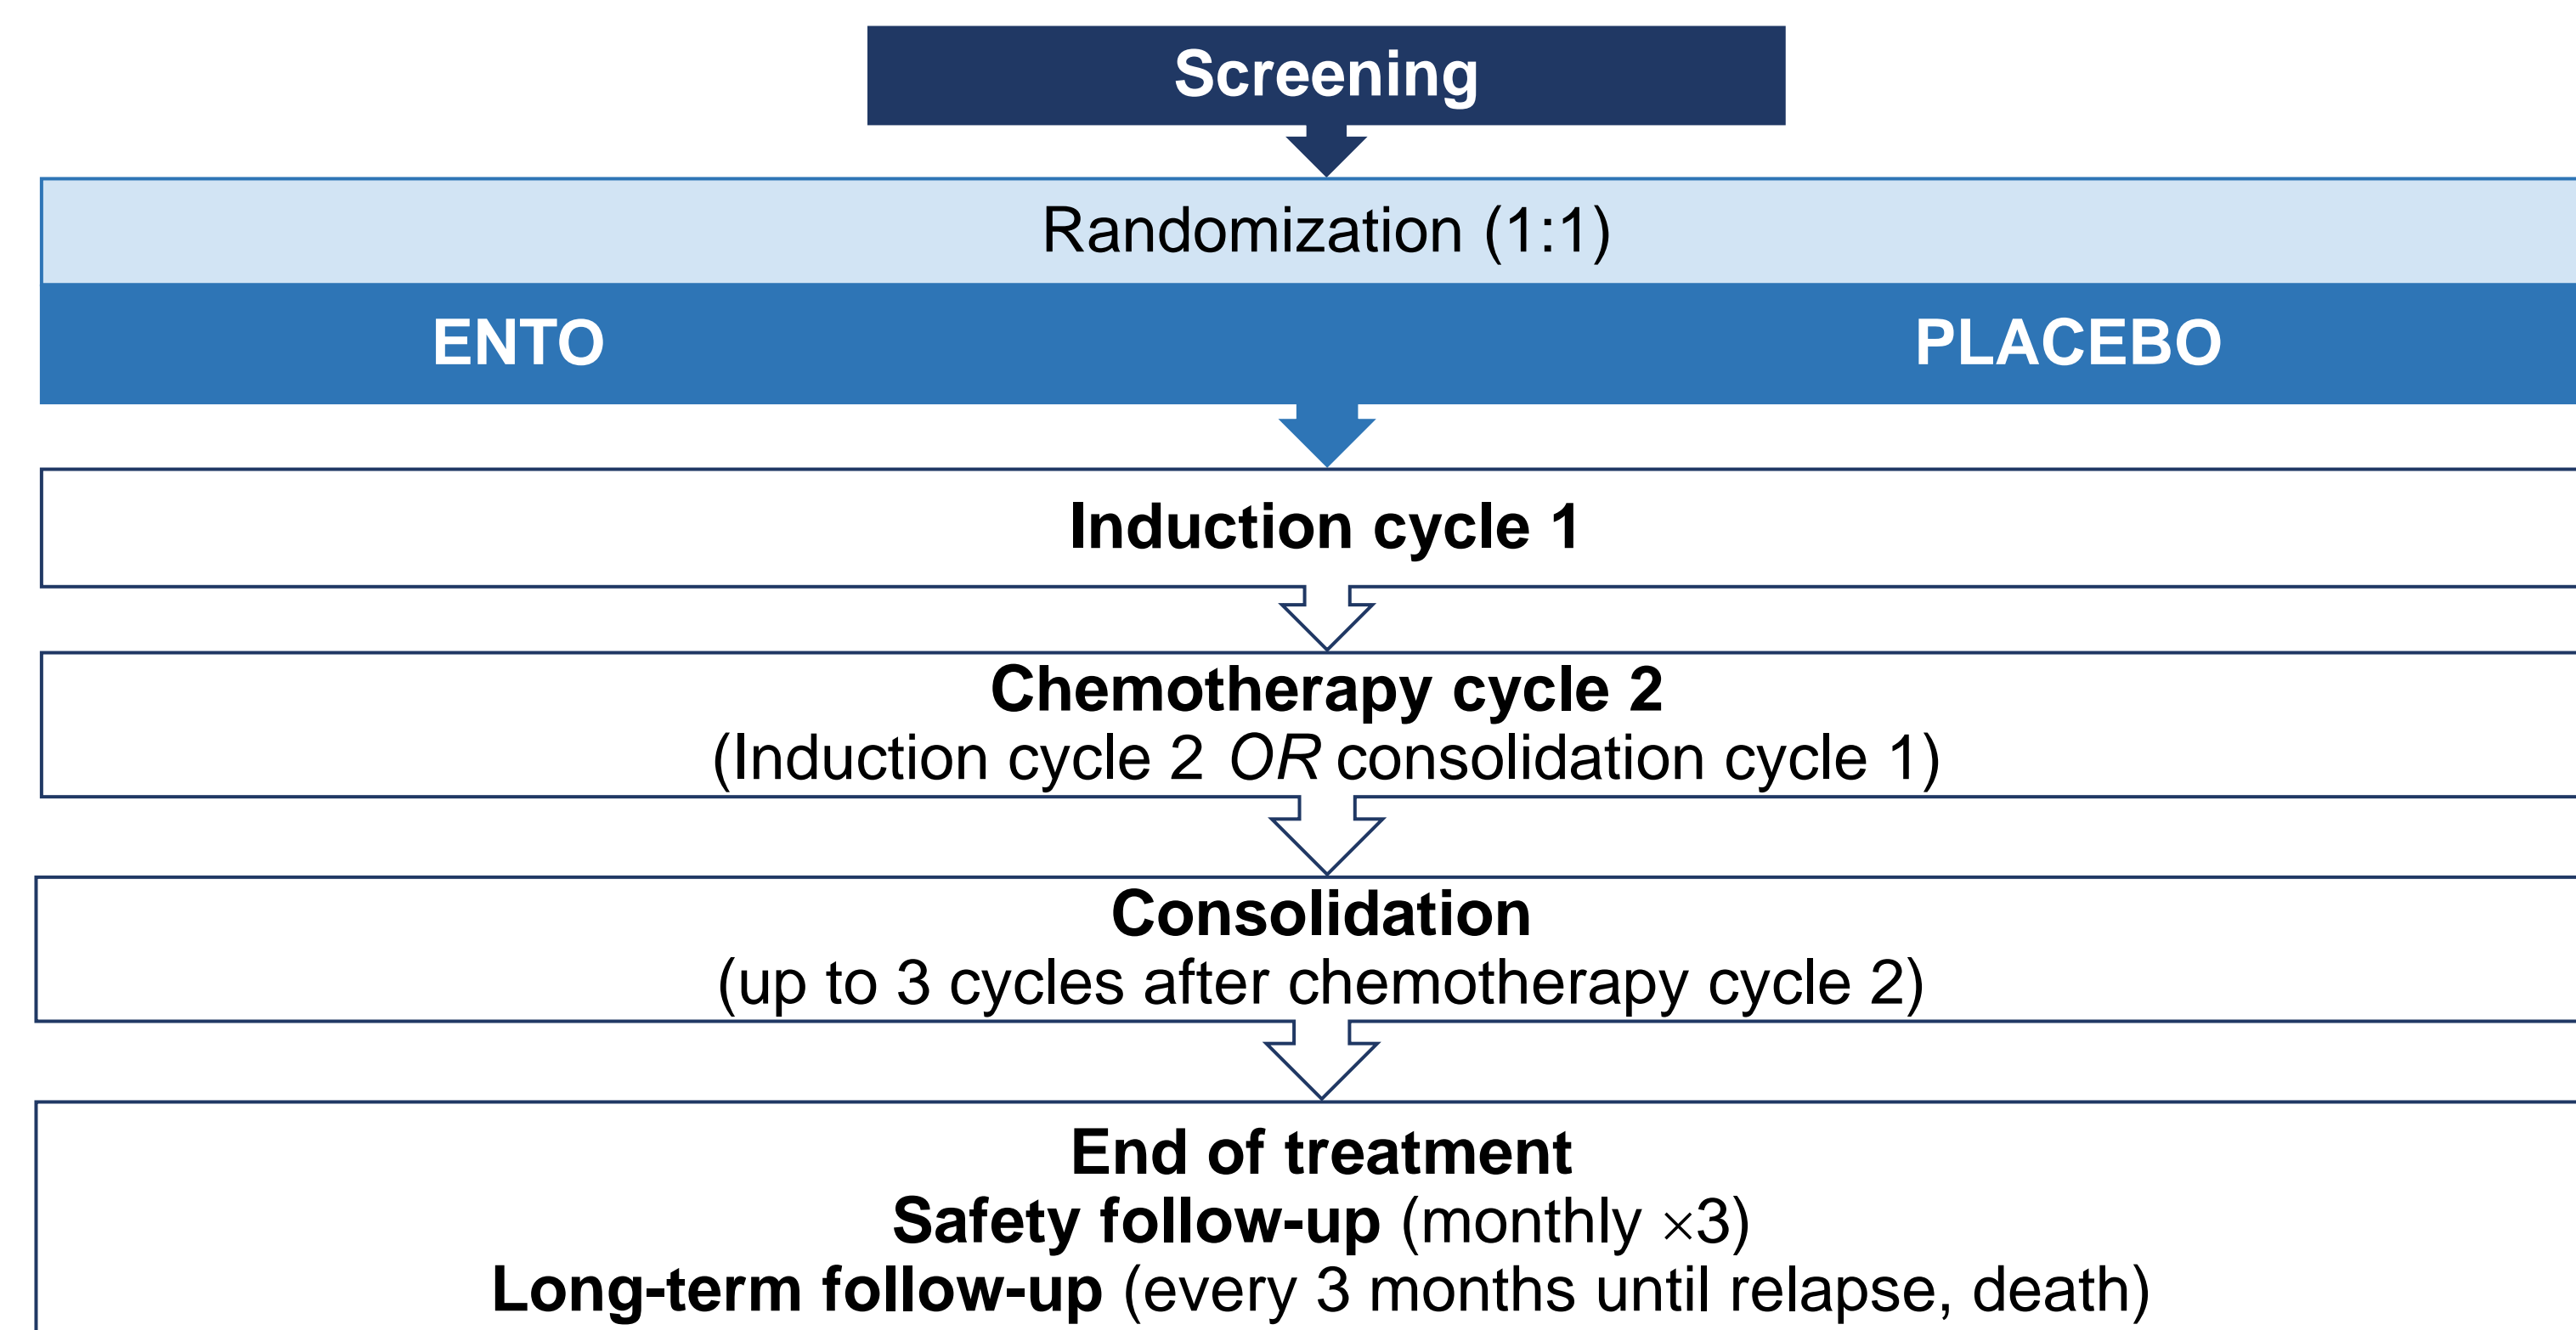 Screening
Randomization (1:1)
ENTO PLACEBO
Induction cycle 1
Chemotherapy cycle 2
(Induction cycle 2 OR consolidation cycle 1)
Consolidation
(up to 3 cycles after chemotherapy cycle 2)
End of treatment
Safety follow-up (monthly ×3)
Long-term follow-up (every 3 months until relapse, death)